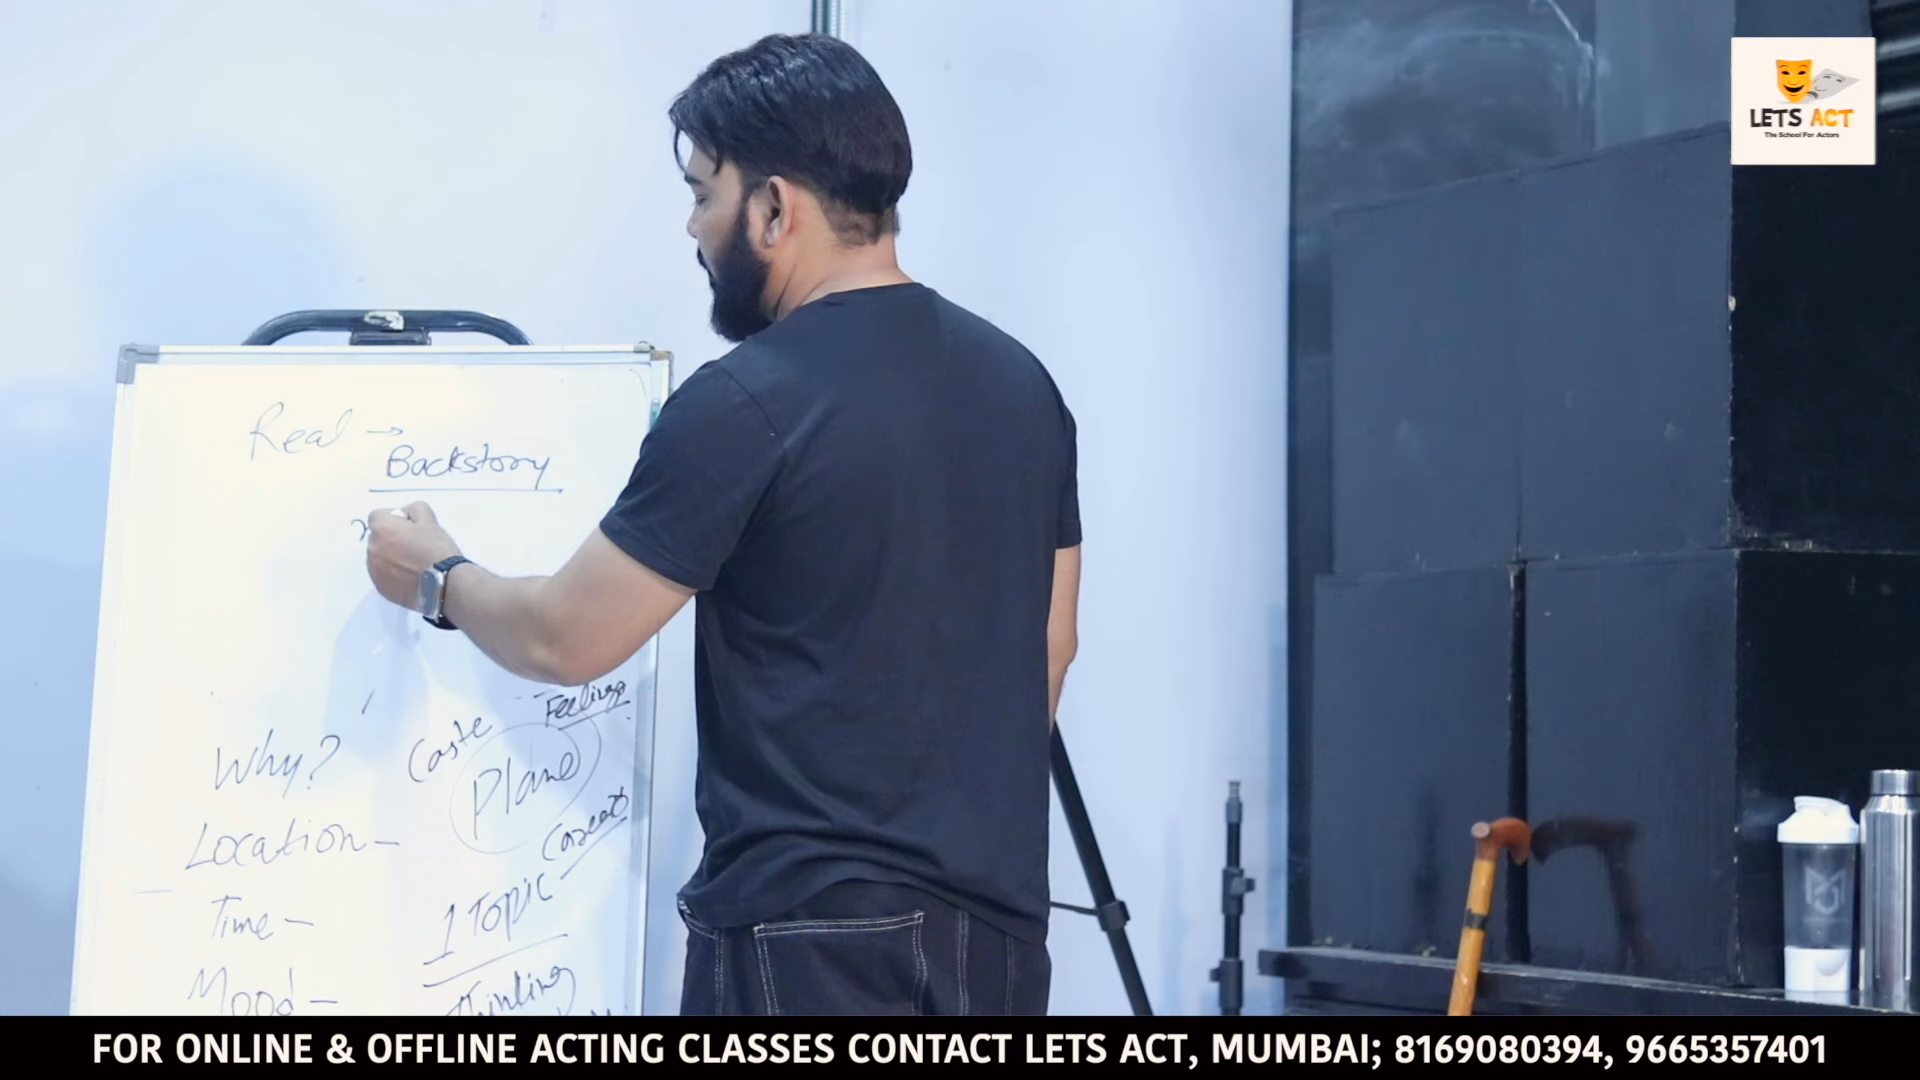 LETS ACT
The School For Actors
Real →
Backstory
Why?
Caste
Feelings
Plane
Location -
Time -
1 Topic
Mood -
Thinking
FOR ONLINE & OFFLINE ACTING CLASSES CONTACT LETS ACT, MUMBAI; 8169080394, 9665357401